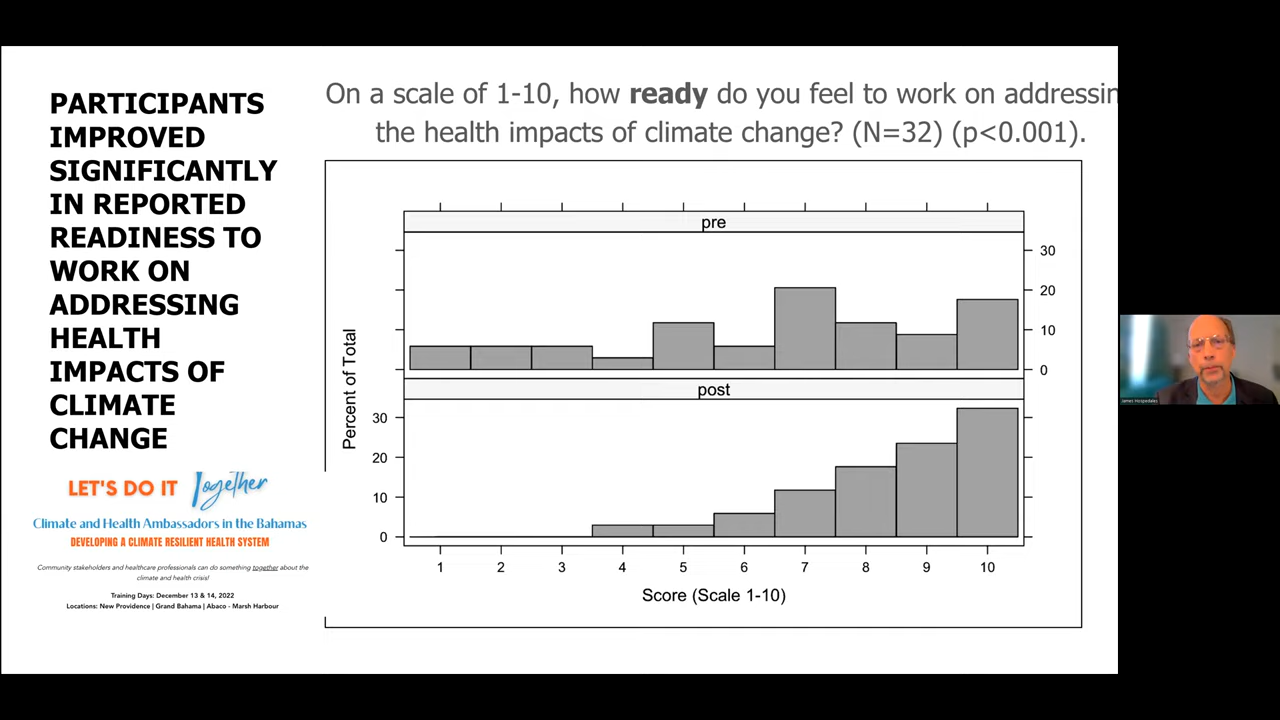 PARTICIPANTS
IMPROVED
SIGNIFICANTLY
IN REPORTED
READINESS TO
WORK ON
ADDRESSING
HEALTH
IMPACTS OF
CLIMATE
CHANGE
LET'S DO IT Together
Climate and Health Ambassadors in the Bahamas
DEVELOPING A CLIMATE RESILIENT HEALTH SYSTEM
Community stakeholders and healthcare professionals can do something together about the
climate and health crisis!
Training Days: December 13 & 14, 2022
Locations: New Providence | Grand Bahama | Abaco - Marsh Harbour
On a scale of 1-10, how ready do you feel to work on addressin
the health impacts of climate change? (N=32) (p<0.001).
pre
30
20
10
0
Percent of Total
post
30
20
10
0
1 2 3 4 5 6 7 8 9 10
Score (Scale 1-10)
James Hospedales